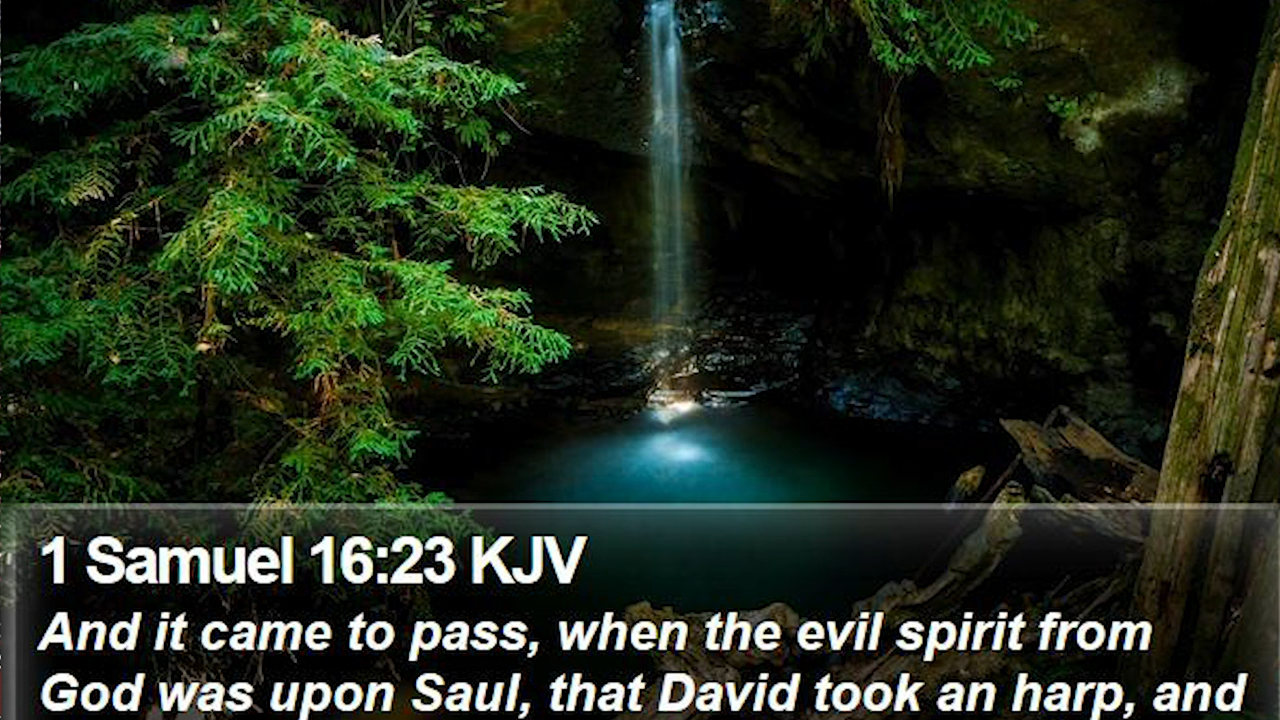 1 Samuel 16:23 KJV
And it came to pass, when the evil spirit from
God was upon Saul, that David took an harp, and